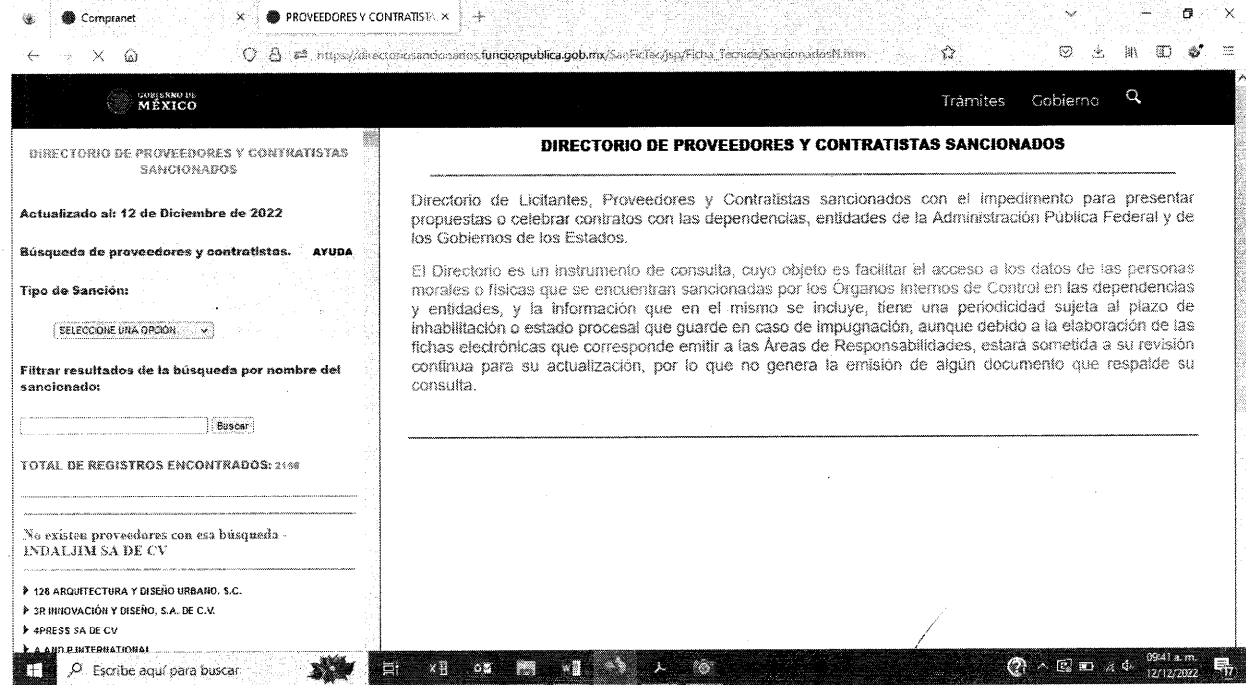 Compranet
PROVEEDORES Y CONTRATISTA
https://directoriosancionados.funcionpublica.gob.mx/SanFicTec/jsp/Ficha_Tecnica/SancionadosN.htm
GOBIERNO DE
MÉXICO
Trámites Gobierno
DIRECTORIO DE PROVEEDORES Y CONTRATISTAS
SANCIONADOS
Actualizado al: 12 de Diciembre de 2022
Búsqueda de proveedores y contratistas. AYUDA
Tipo de Sanción:
SELECCIONE UNA OPCIÓN
Filtrar resultados de la búsqueda por nombre del
sancionado:
Buscar
TOTAL DE REGISTROS ENCONTRADOS:
No existen proveedores con esa búsqueda -
INDALJIM SA DE CV
128 ARQUITECTURA Y DISEÑO URBANO, S.C.
3R INNOVACIÓN Y DISEÑO, S.A. DE C.V.
4PRESS SA DE CV
A AND P INTERNATIONAL
DIRECTORIO DE PROVEEDORES Y CONTRATISTAS SANCIONADOS
Directorio de Licitantes, Proveedores y Contratistas sancionados con el impedimento para presentar
propuestas o celebrar contratos con las dependencias, entidades de la Administración Pública Federal y de
los Gobiernos de los Estados.
El Directorio es un instrumento de consulta, cuyo objeto es facilitar el acceso a los datos de las personas
morales o físicas que se encuentran sancionadas por los Órganos Internos de Control en las dependencias
y entidades, y la información que en el mismo se incluye, tiene una periodicidad sujeta al plazo de
inhabilitación o estado procesal que guarde en caso de impugnación, aunque debido a la elaboración de las
fichas electrónicas que corresponde emitir a las Áreas de Responsabilidades, estará sometida a su revisión
continua para su actualización, por lo que no genera la emisión de algún documento que respalde su
consulta.
Escribe aquí para buscar
09:41 a. m.
12/12/2022